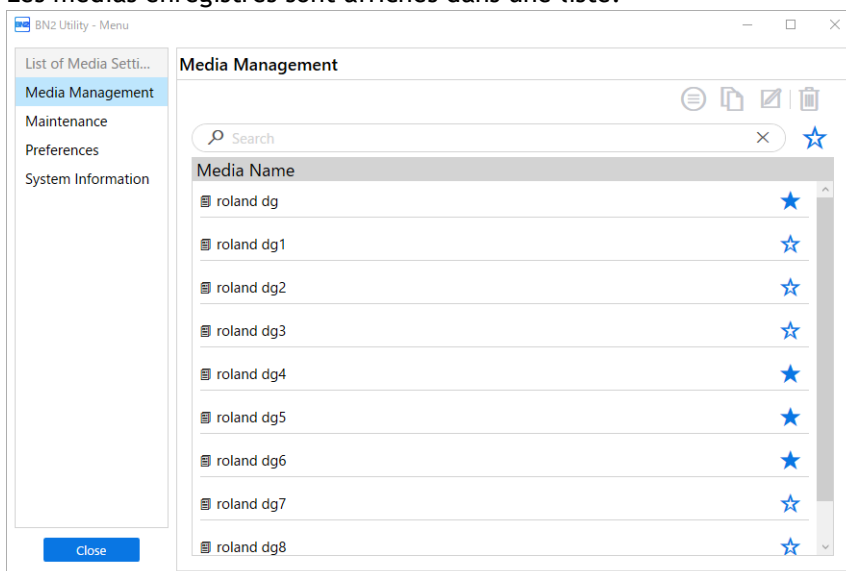 Les médias enregistrés sont affichés dans une liste.
BN2 BN2 Utility - Menu
List of Media Setti...
Media Management
Maintenance
Preferences
System Information
Close
Media Management
Search
Media Name
roland dg
roland dg1
roland dg2
roland dg3
roland dg4
roland dg5
roland dg6
roland dg7
roland dg8